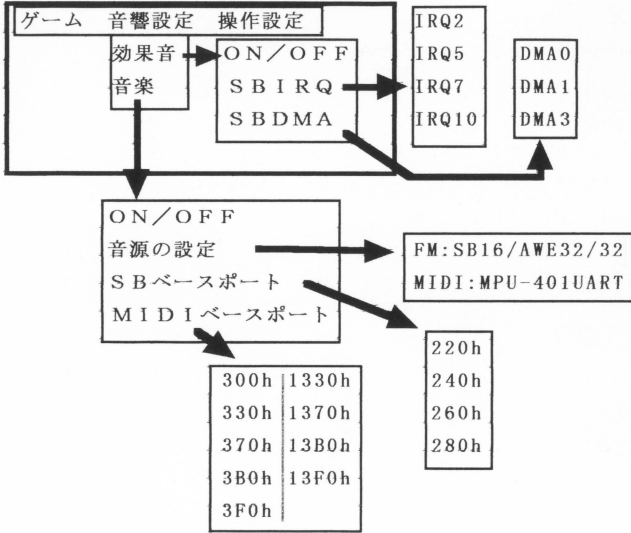 ゲーム　音響設定　操作設定
効果音
音楽
ＯＮ／ＯＦＦ
ＳＢＩＲＱ
ＳＢＤＭＡ
IRQ2
IRQ5
IRQ7
IRQ10
DMA0
DMA1
DMA3
ＯＮ／ＯＦＦ
音源の設定
ＳＢベースポート
ＭＩＤＩベースポート
FM:SB16/AWE32/32
MIDI:MPU-401UART
300h 1330h
330h 1370h
370h 13B0h
3B0h 13F0h
3F0h
220h
240h
260h
280h